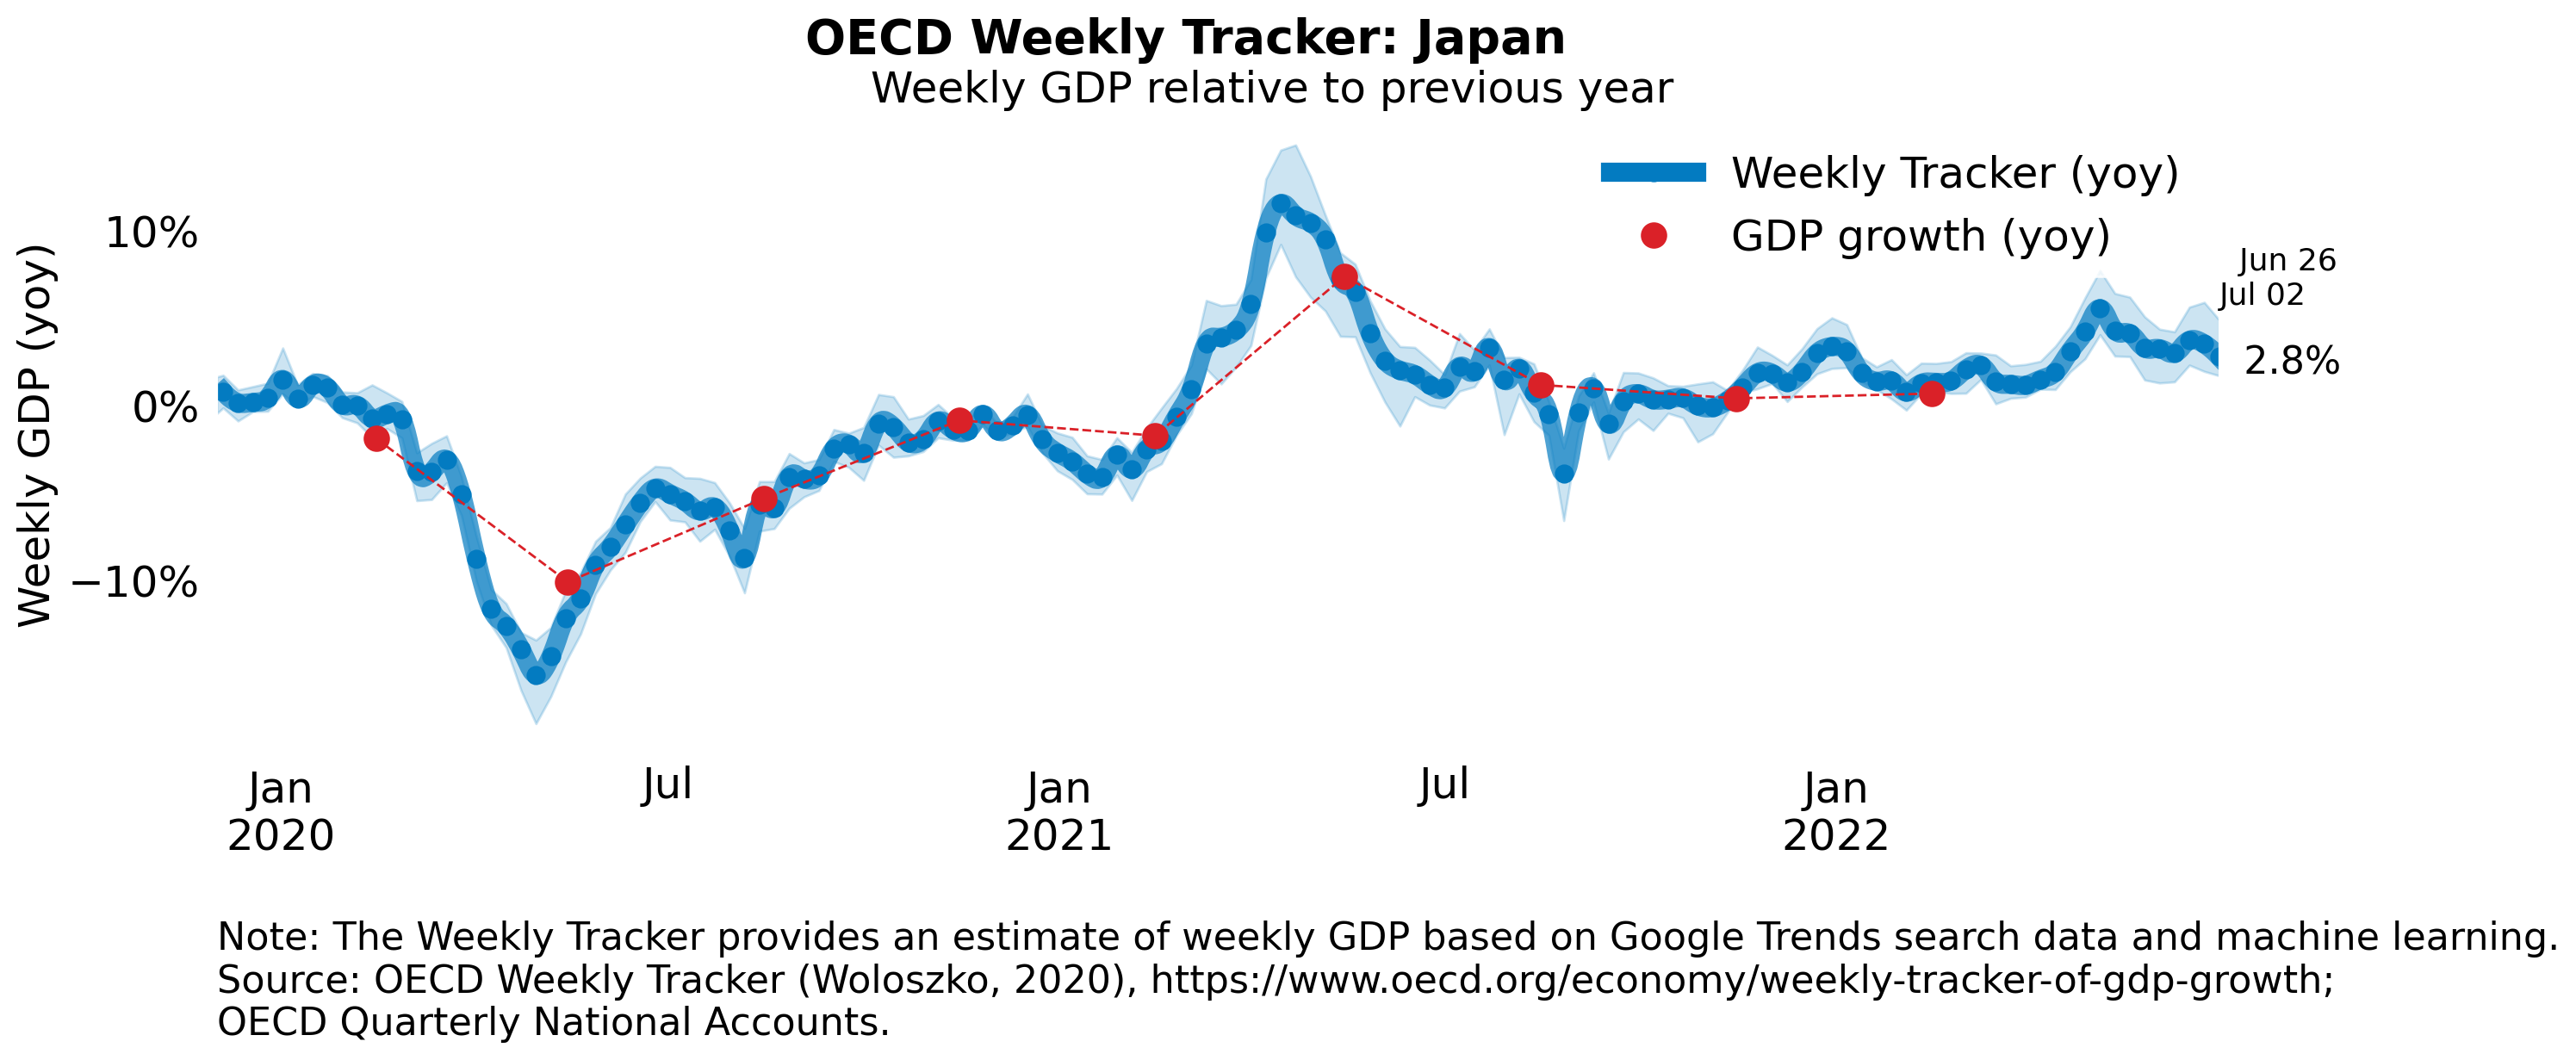 OECD Weekly Tracker: Japan
Weekly GDP relative to previous year
Weekly Tracker (yoy)
GDP growth (yoy)
Weekly GDP (yoy)
10%
0%
−10%
Jun 26
Jul 02
2.8%
Jan
2020
Jul
Jan
2021
Jul
Jan
2022
Note: The Weekly Tracker provides an estimate of weekly GDP based on Google Trends search data and machine learning.
Source: OECD Weekly Tracker (Woloszko, 2020), https://www.oecd.org/economy/weekly-tracker-of-gdp-growth;
OECD Quarterly National Accounts.